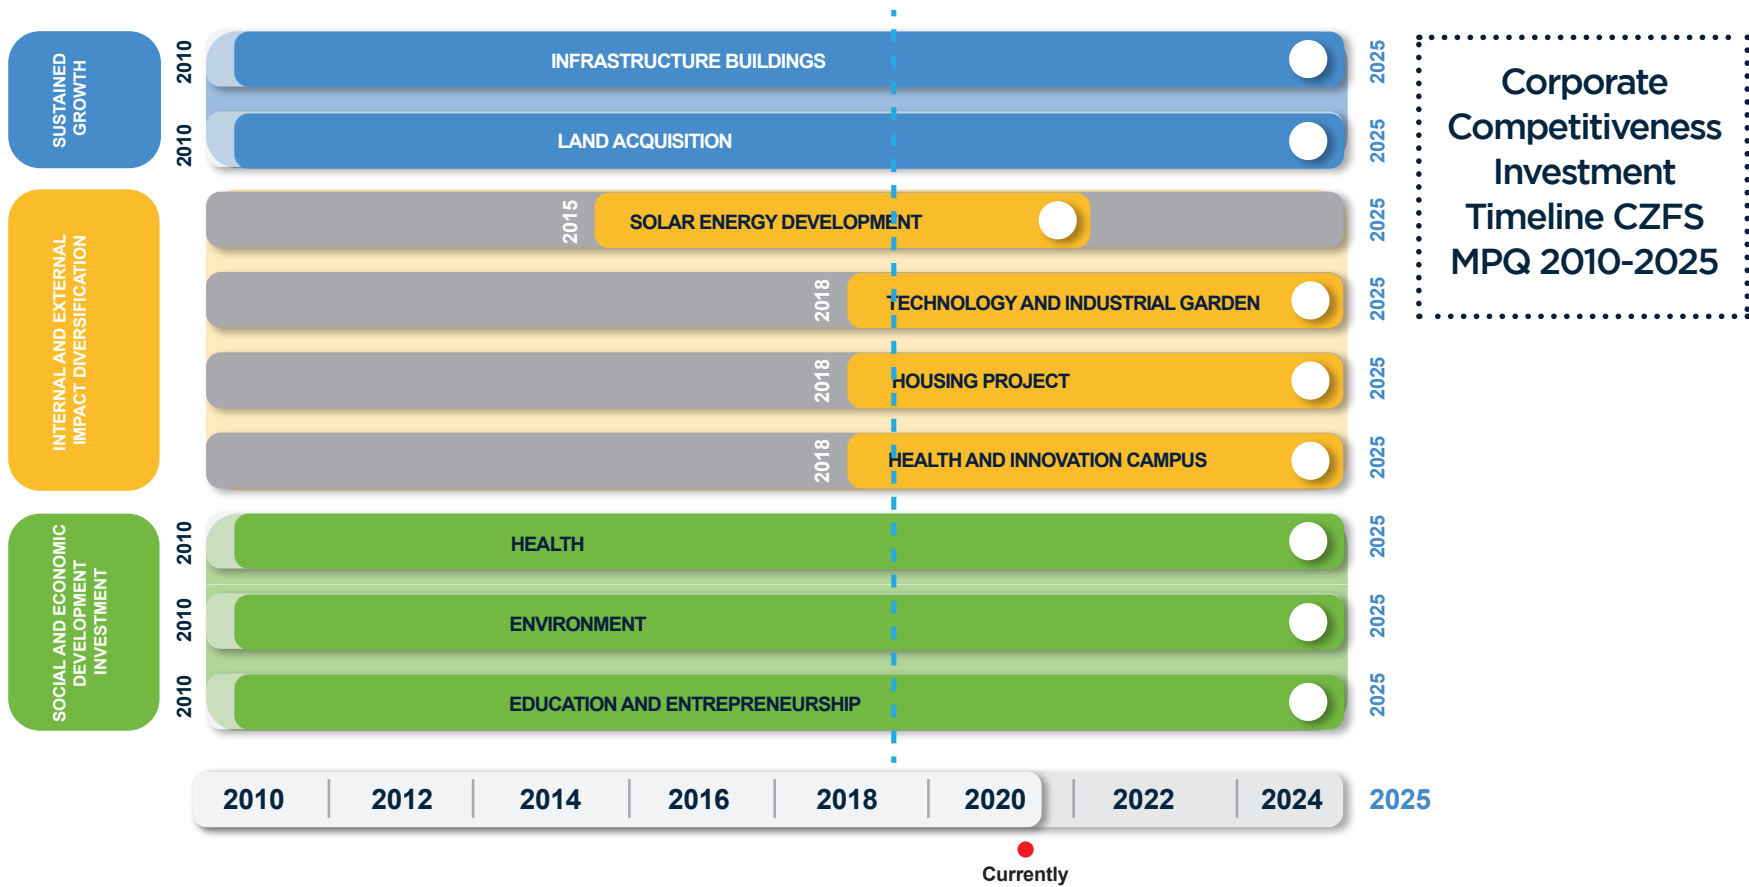 SUSTAINED
GROWTH
2010
INFRASTRUCTURE BUILDINGS
2025
2010
LAND ACQUISITION
2025
Corporate
Competitiveness
Investment
Timeline CZFS
MPQ 2010-2025
INTERNAL AND EXTERNAL
IMPACT DIVERSIFICATION
2015
SOLAR ENERGY DEVELOPMENT
2025
2018
TECHNOLOGY AND INDUSTRIAL GARDEN
2025
2018
HOUSING PROJECT
2025
2018
HEALTH AND INNOVATION CAMPUS
2025
SOCIAL AND ECONOMIC
DEVELOPMENT
INVESTMENT
2010
HEALTH
2025
2010
ENVIRONMENT
2025
2010
EDUCATION AND ENTREPRENEURSHIP
2025
2010 2012 2014 2016 2018 2020 2022 2024 2025
Currently